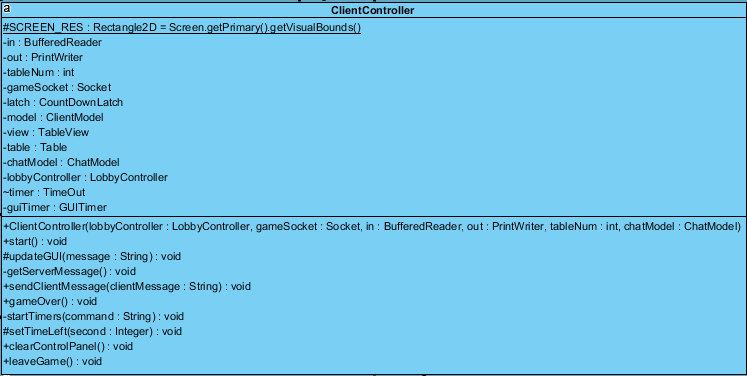 a
ClientController
#SCREEN_RES : Rectangle2D = Screen.getPrimary().getVisualBounds()
-in : BufferedReader
-out : PrintWriter
-tableNum : int
-gameSocket : Socket
-latch : CountDownLatch
-model : ClientModel
-view : TableView
-table : Table
-chatModel : ChatModel
-lobbyController : LobbyController
~timer : TimeOut
-guiTimer : GUITimer
+ClientController(lobbyController : LobbyController, gameSocket : Socket, in : BufferedReader, out : PrintWriter, tableNum : int, chatModel : ChatModel)
+start() : void
#updateGUI(message : String) : void
-getServerMessage() : void
+sendClientMessage(clientMessage : String) : void
+gameOver() : void
-startTimers(command : String) : void
#setTimeLeft(second : Integer) : void
+clearControlPanel() : void
+leaveGame() : void